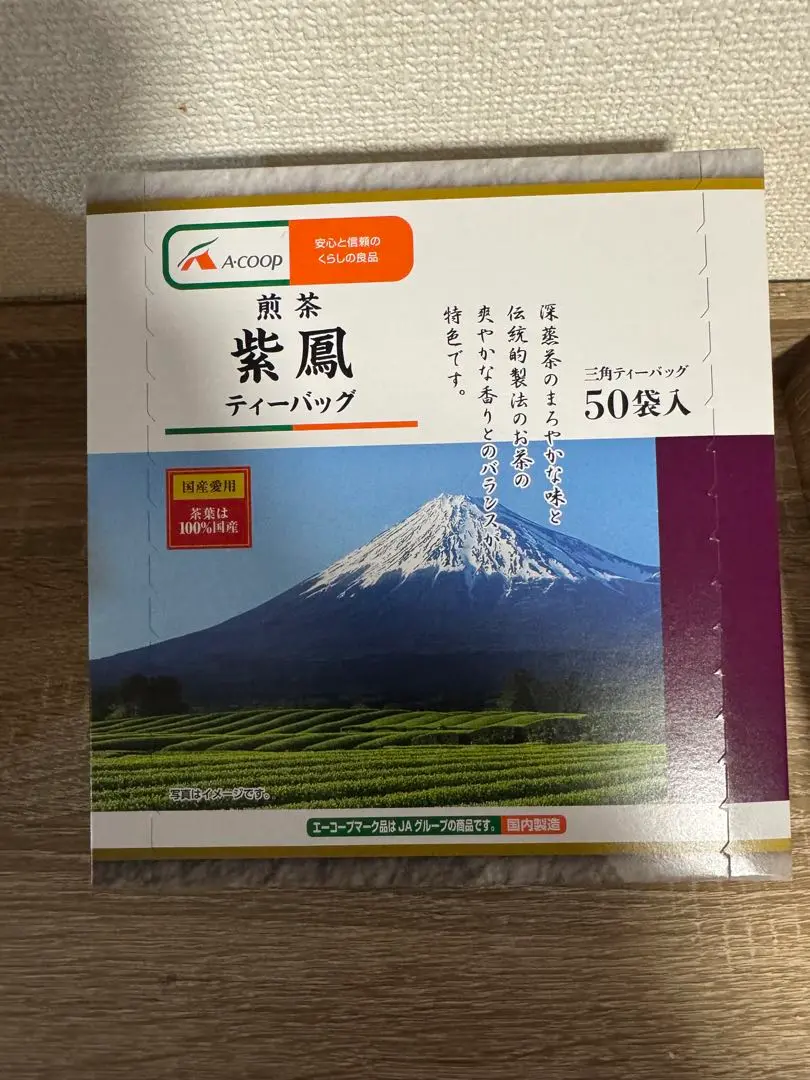 A·COOP
安心と信頼の
くらしの良品
煎茶
紫鳳
ティーバッグ
深蒸茶のまろやかな味と
伝統的製法のお茶の
爽やかな香りとのバランスが
特色です。
三角ティーバッグ
50袋入
国産愛用
茶葉は
100%国産
写真はイメージです。
エーコープマーク品はJAグループの商品です。 国内製造